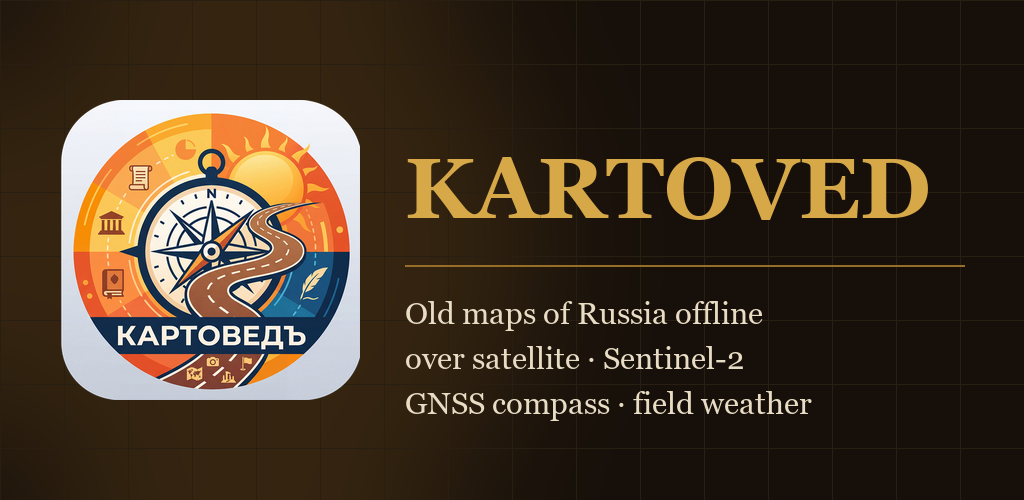 N
КАРТОВЕДЪ
KARTOVED
Old maps of Russia offline
over satellite · Sentinel-2
GNSS compass · field weather